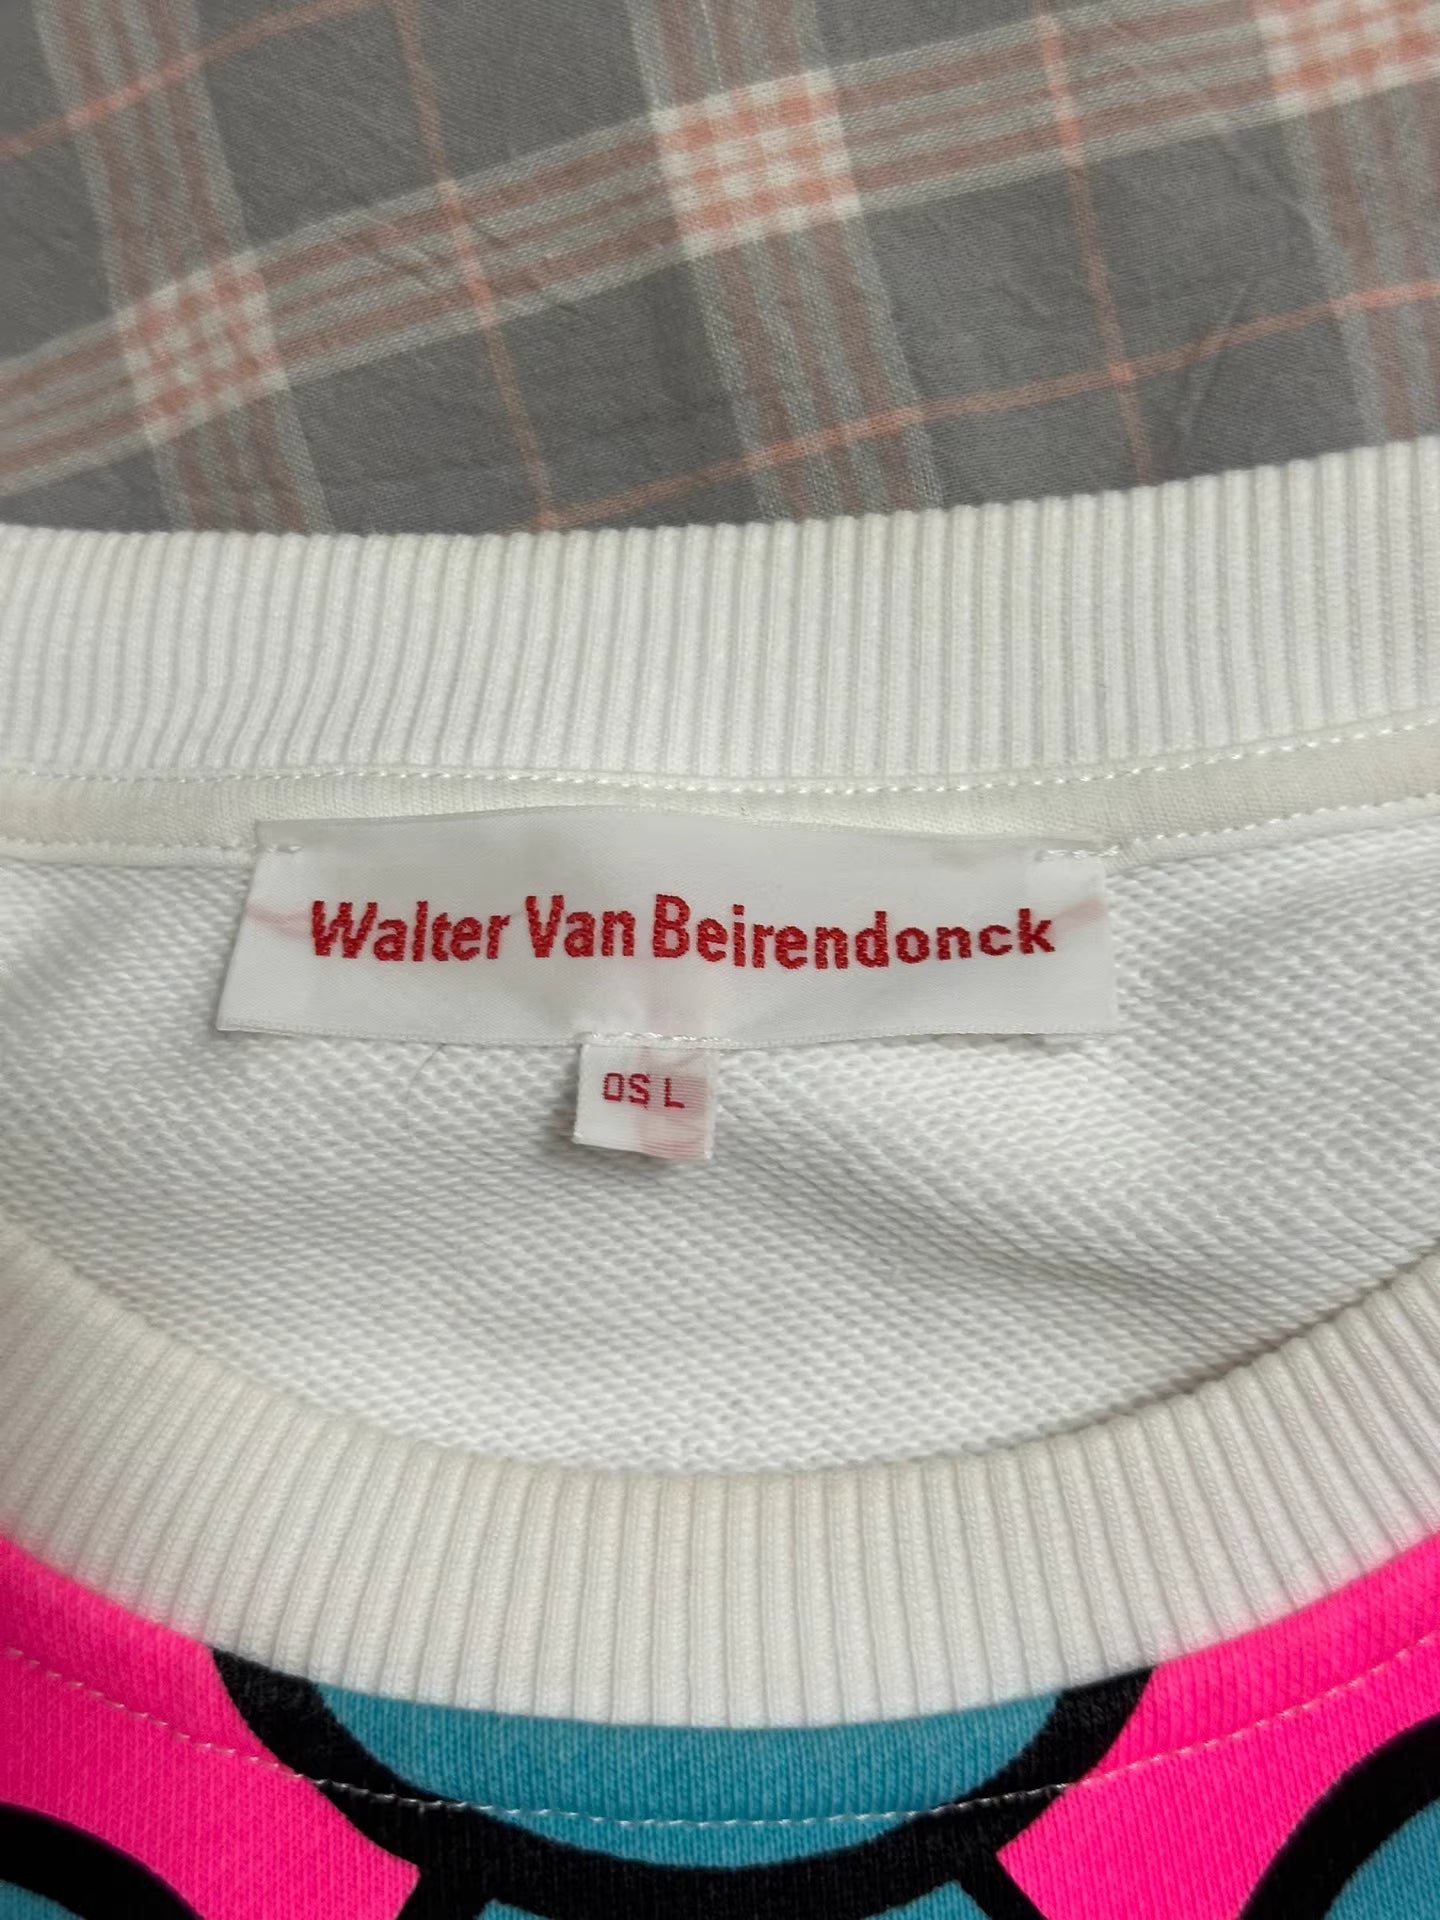 Walter Van Beirendonck
OS L